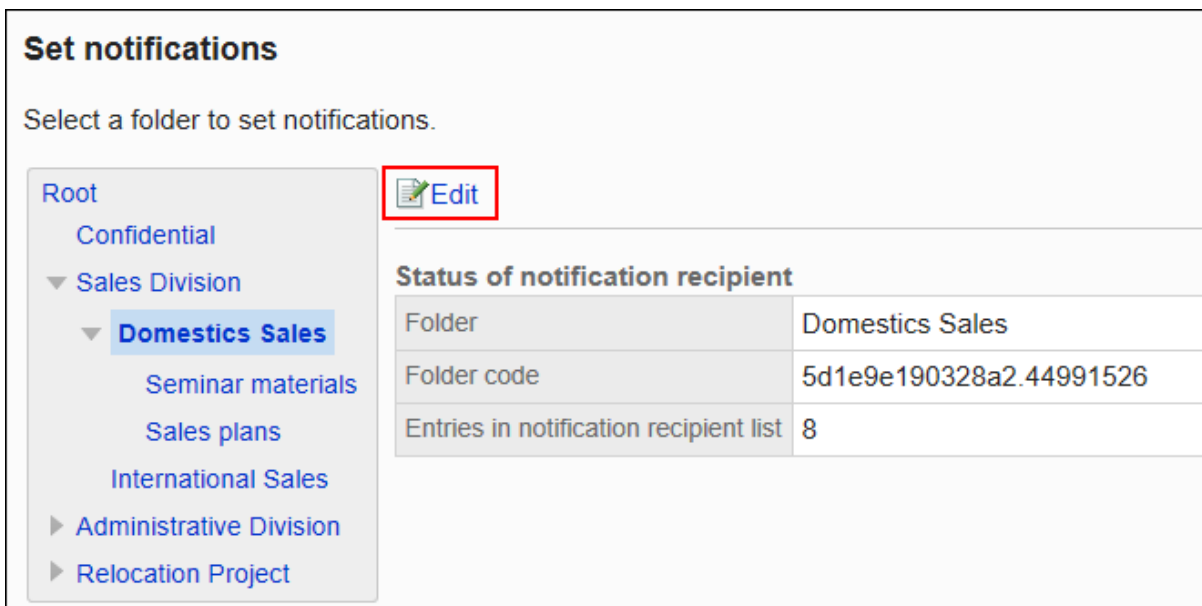 Set notifications
Select a folder to set notifications.
Root
Confidential
Sales Division
Domestics Sales
Seminar materials
Sales plans
International Sales
Administrative Division
Relocation Project
Edit
Status of notification recipient
Folder Domestics Sales
Folder code 5d1e9e190328a2.44991526
Entries in notification recipient list 8